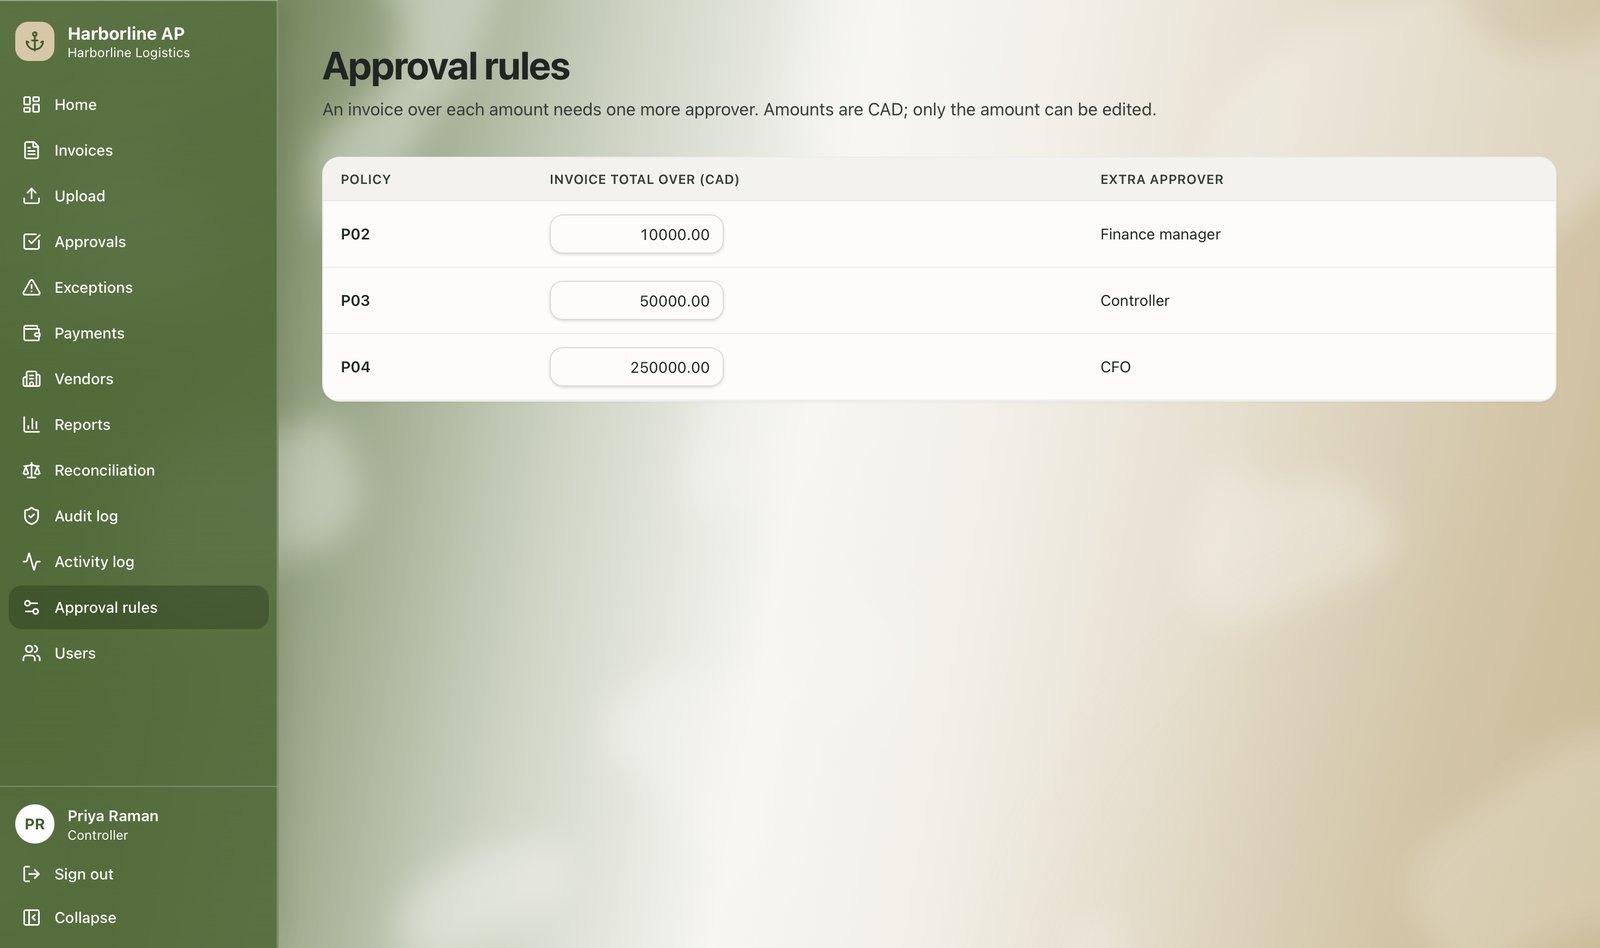 Harborline AP
Harborline Logistics
Home
Invoices
Upload
Approvals
Exceptions
Payments
Vendors
Reports
Reconciliation
Audit log
Activity log
Approval rules
Users
PR
Priya Raman
Controller
Sign out
Collapse
Approval rules
An invoice over each amount needs one more approver. Amounts are CAD; only the amount can be edited.
POLICY INVOICE TOTAL OVER (CAD) EXTRA APPROVER
P02 10000.00 Finance manager
P03 50000.00 Controller
P04 250000.00 CFO